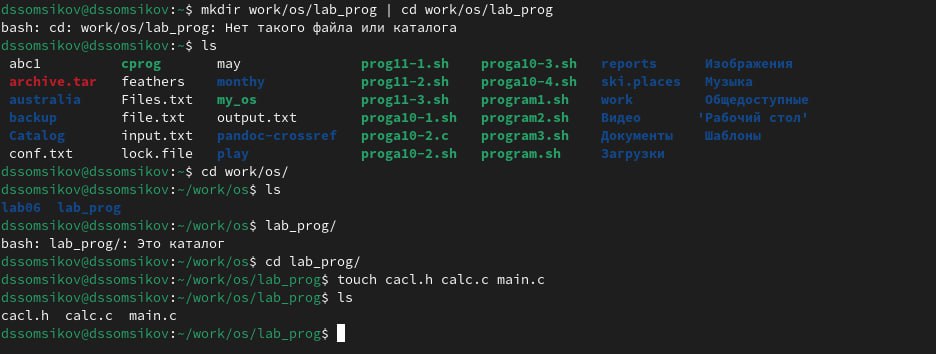 dssomsikov@dssomsikov:~$ mkdir work/os/lab_prog | cd work/os/lab_prog
bash: cd: work/os/lab_prog: Нет такого файла или каталога
dssomsikov@dssomsikov:~$ ls
abc1 cprog may prog11-1.sh proga10-3.sh reports Изображения
archive.tar feathers monthy prog11-2.sh proga10-4.sh ski.places Музыка
australia Files.txt my_os prog11-3.sh program1.sh work Общедоступные
backup file.txt output.txt proga10-1.sh program2.sh Видео 'Рабочий стол'
Catalog input.txt pandoc-crossref proga10-2.c program3.sh Документы Шаблоны
conf.txt lock.file play proga10-2.sh program.sh Загрузки
dssomsikov@dssomsikov:~$ cd work/os/
dssomsikov@dssomsikov:~/work/os$ ls
lab06 lab_prog
dssomsikov@dssomsikov:~/work/os$ lab_prog/
bash: lab_prog/: Это каталог
dssomsikov@dssomsikov:~/work/os$ cd lab_prog/
dssomsikov@dssomsikov:~/work/os/lab_prog$ touch cacl.h calc.c main.c
dssomsikov@dssomsikov:~/work/os/lab_prog$ ls
cacl.h calc.c main.c
dssomsikov@dssomsikov:~/work/os/lab_prog$